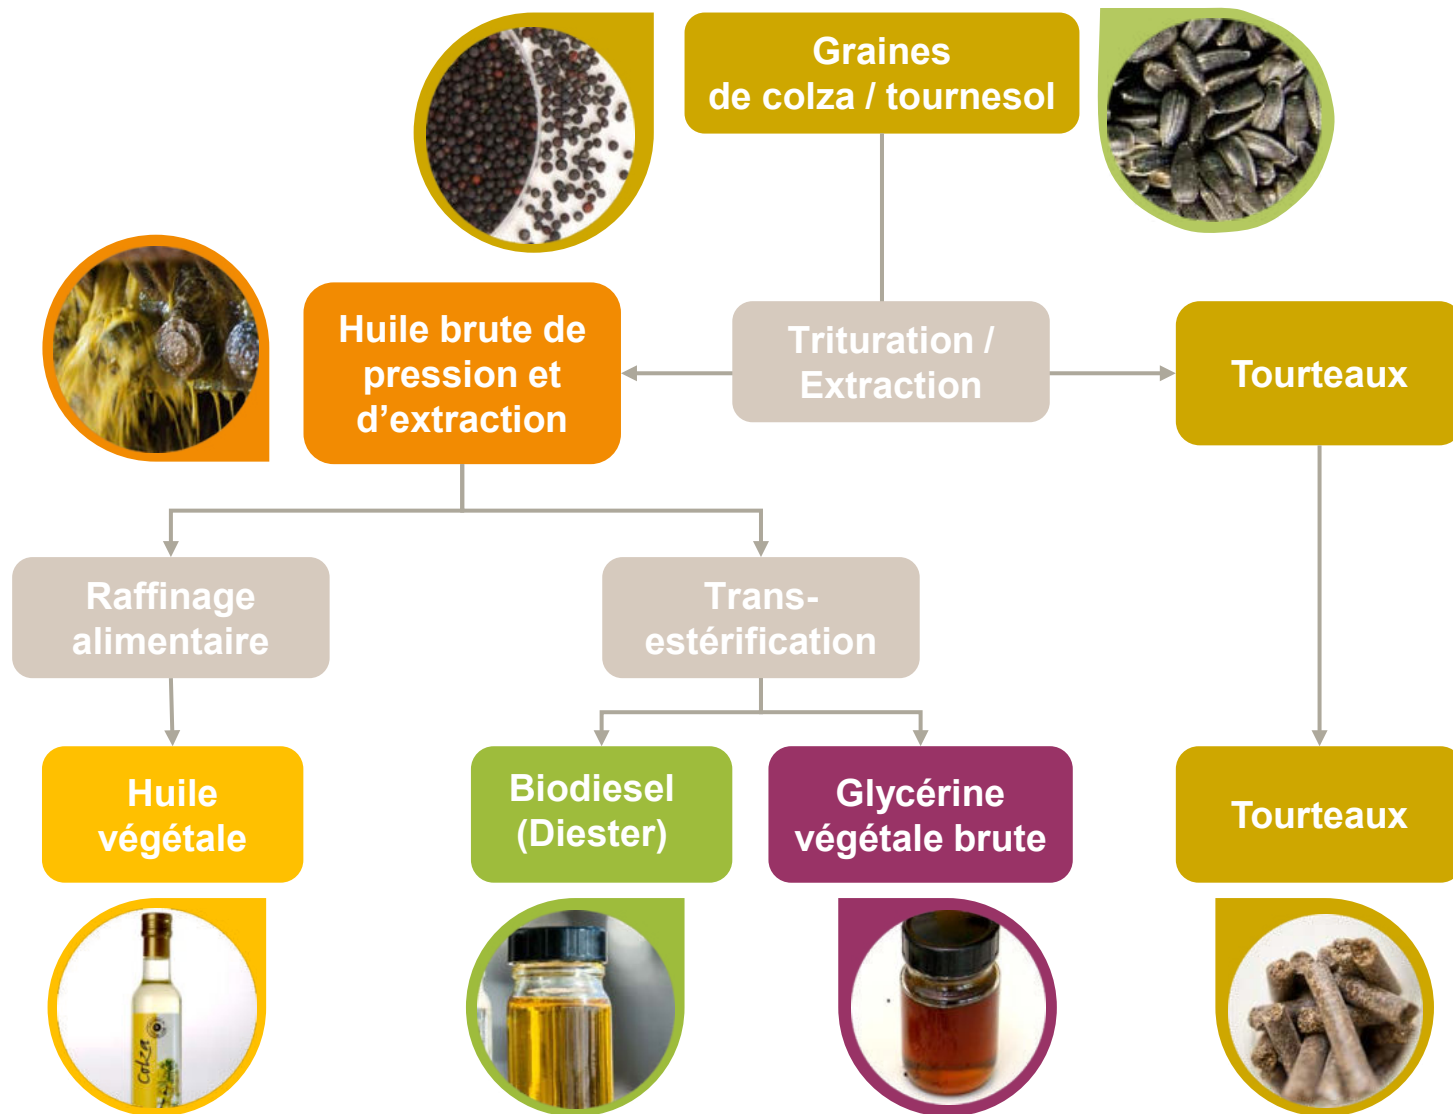 Graines
de colza / tournesol
Huile brute de
pression et
d’extraction
Trituration /
Extraction
Tourteaux
Raffinage
alimentaire
Trans-
estérification
Huile
végétale
Biodiesel
(Diester)
Glycérine
végétale brute
Tourteaux
Colza